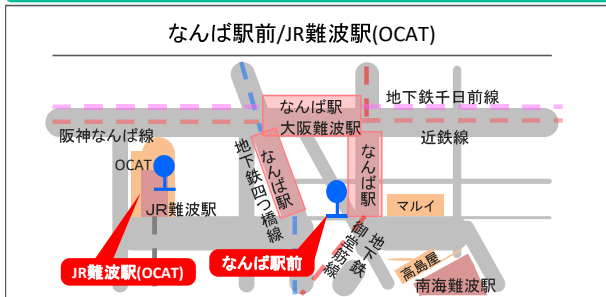 なんば駅前/JR難波駅(OCAT)
なんば駅
大阪難波駅
地下鉄千日前線
阪神なんば線
近鉄線
地下鉄四つ橋線
なんば駅
なんば駅
OCAT
JR難波駅
マルイ
地下鉄御堂筋線
高島屋
南海難波駅
JR難波駅(OCAT)
なんば駅前